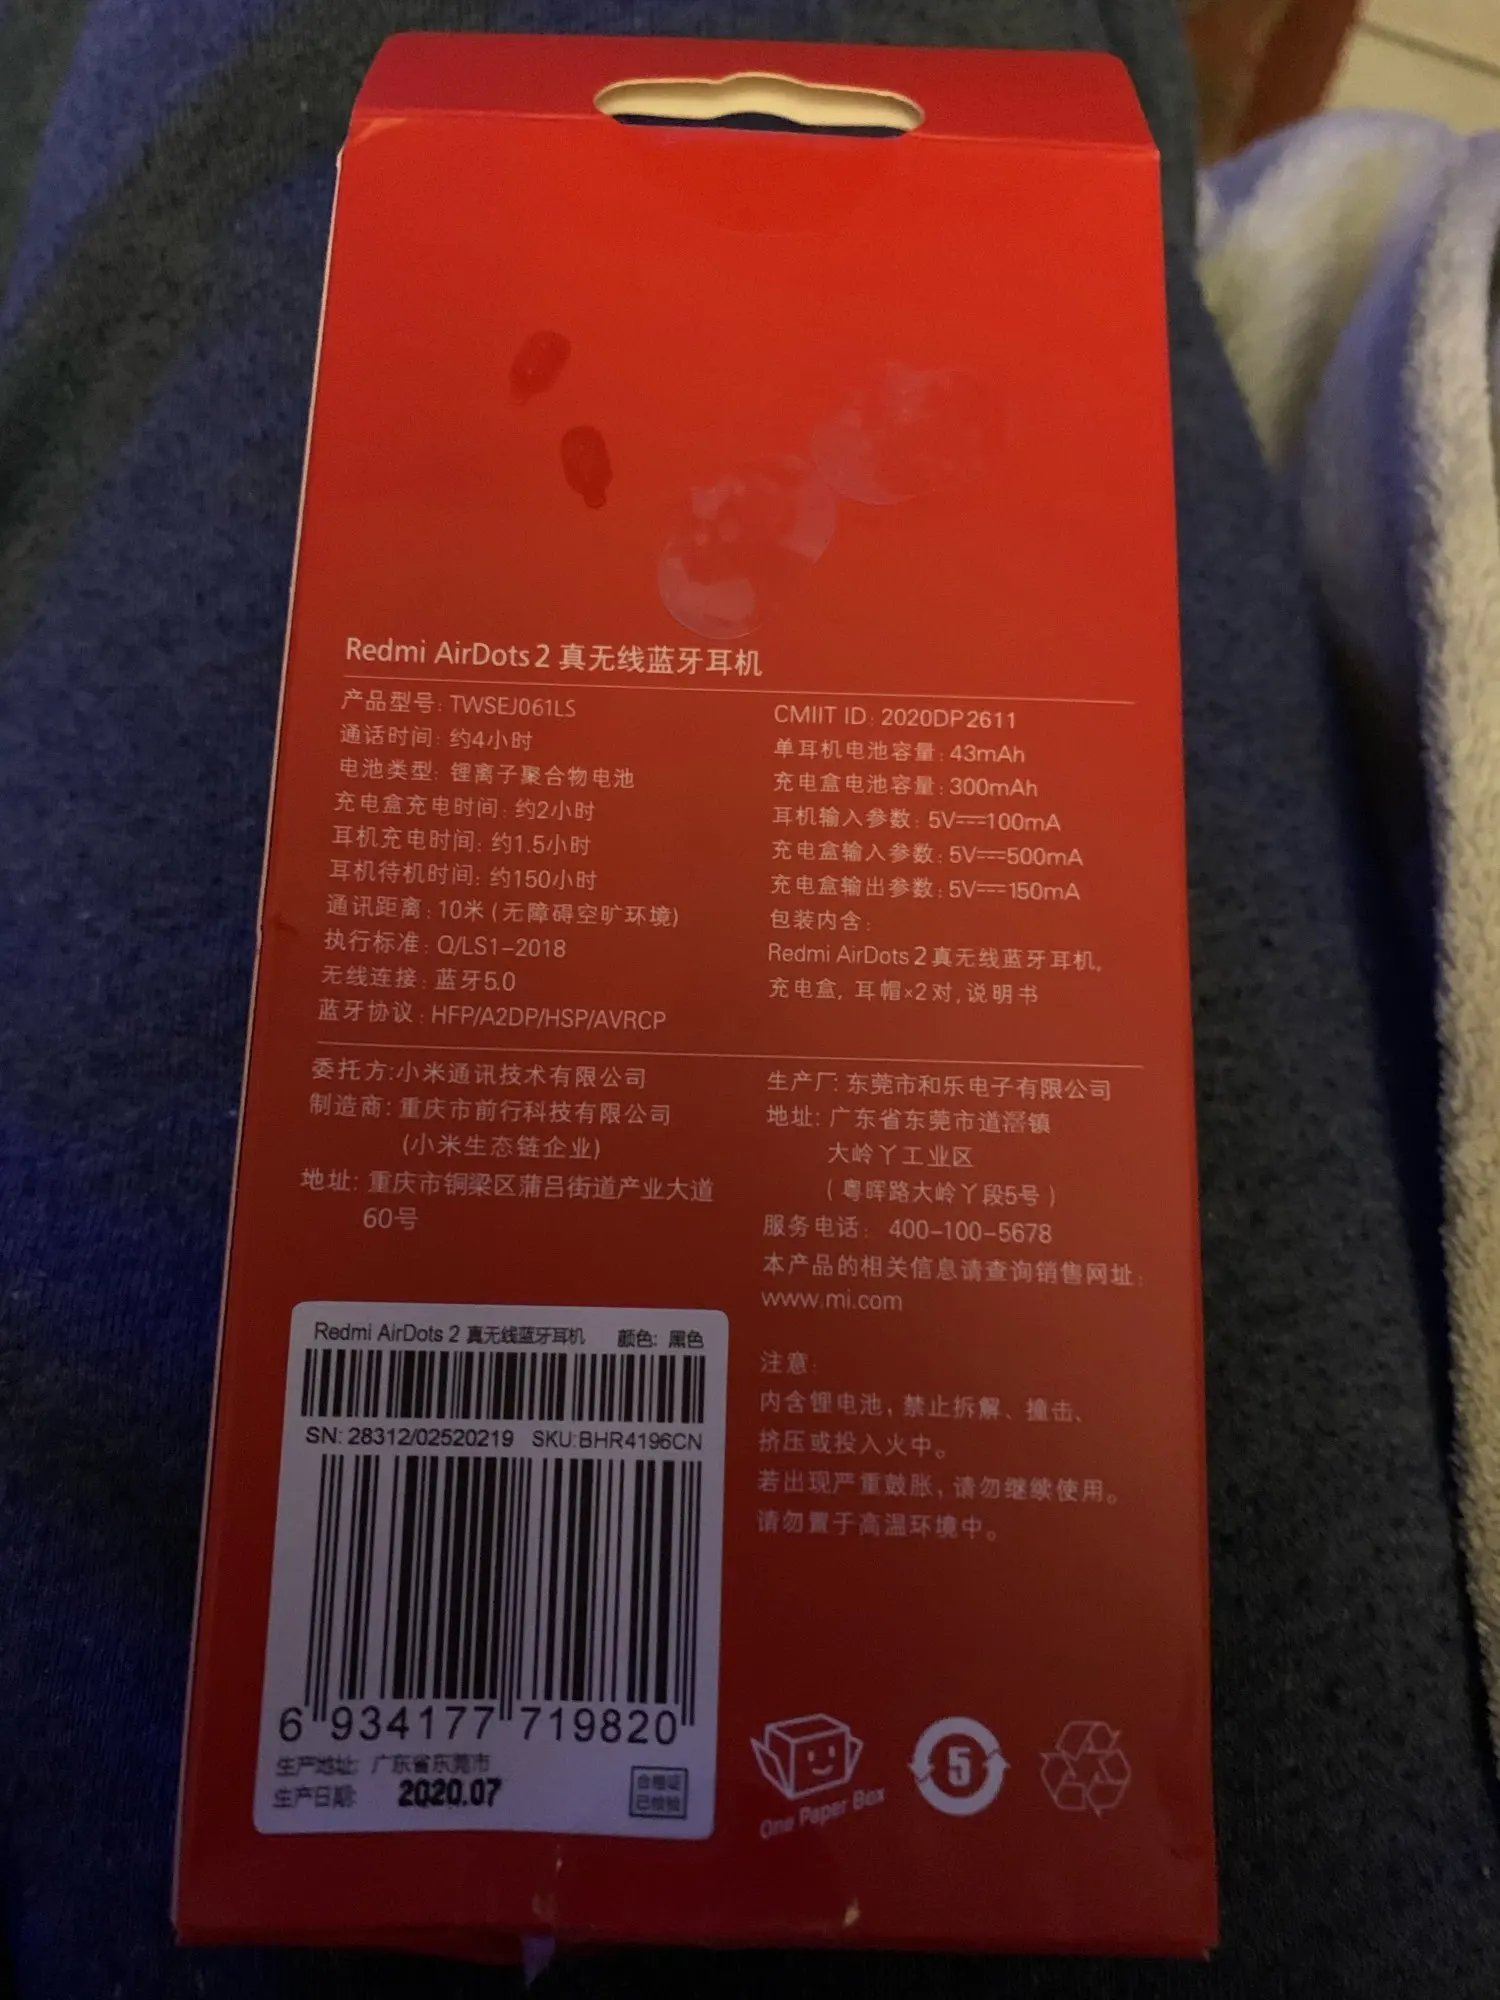 Redmi AirDots 2 真无线蓝牙耳机
产品型号: TWSEJ061LS
通话时间: 约4小时
电池类型: 锂离子聚合物电池
充电盒充电时间: 约2小时
耳机充电时间: 约1.5小时
耳机待机时间: 约150小时
通讯距离: 10米 (无障碍空旷环境)
执行标准: Q/LS1-2018
无线连接: 蓝牙5.0
蓝牙协议: HFP/A2DP/HSP/AVRCP
CMIIT ID: 2020DP2611
单耳机电池容量: 43mAh
充电盒电池容量: 300mAh
耳机输入参数: 5V⎓100mA
充电盒输入参数: 5V⎓500mA
充电盒输出参数: 5V⎓150mA
包装内含:
Redmi AirDots 2 真无线蓝牙耳机,
充电盒, 耳帽×2对, 说明书
委托方:小米通讯技术有限公司
制造商: 重庆市前行科技有限公司
(小米生态链企业)
地址: 重庆市铜梁区蒲吕街道产业大道
60号
生产厂: 东莞市和乐电子有限公司
地址: 广东省东莞市道滘镇
大岭丫工业区
(粤晖路大岭丫段5号)
服务电话: 400-100-5678
本产品的相关信息请查询销售网址:
www.mi.com
注意:
内含锂电池, 禁止拆解、撞击、
挤压或投入火中。
若出现严重鼓胀, 请勿继续使用。
请勿置于高温环境中。
Redmi AirDots 2 真无线蓝牙耳机 颜色: 黑色
SN: 28312/02520219 SKU:BHR4196CN
6 934177 719820
生产地址: 广东省东莞市
生产日期: 2020.07
合格证
已检验
One Paper Box
5